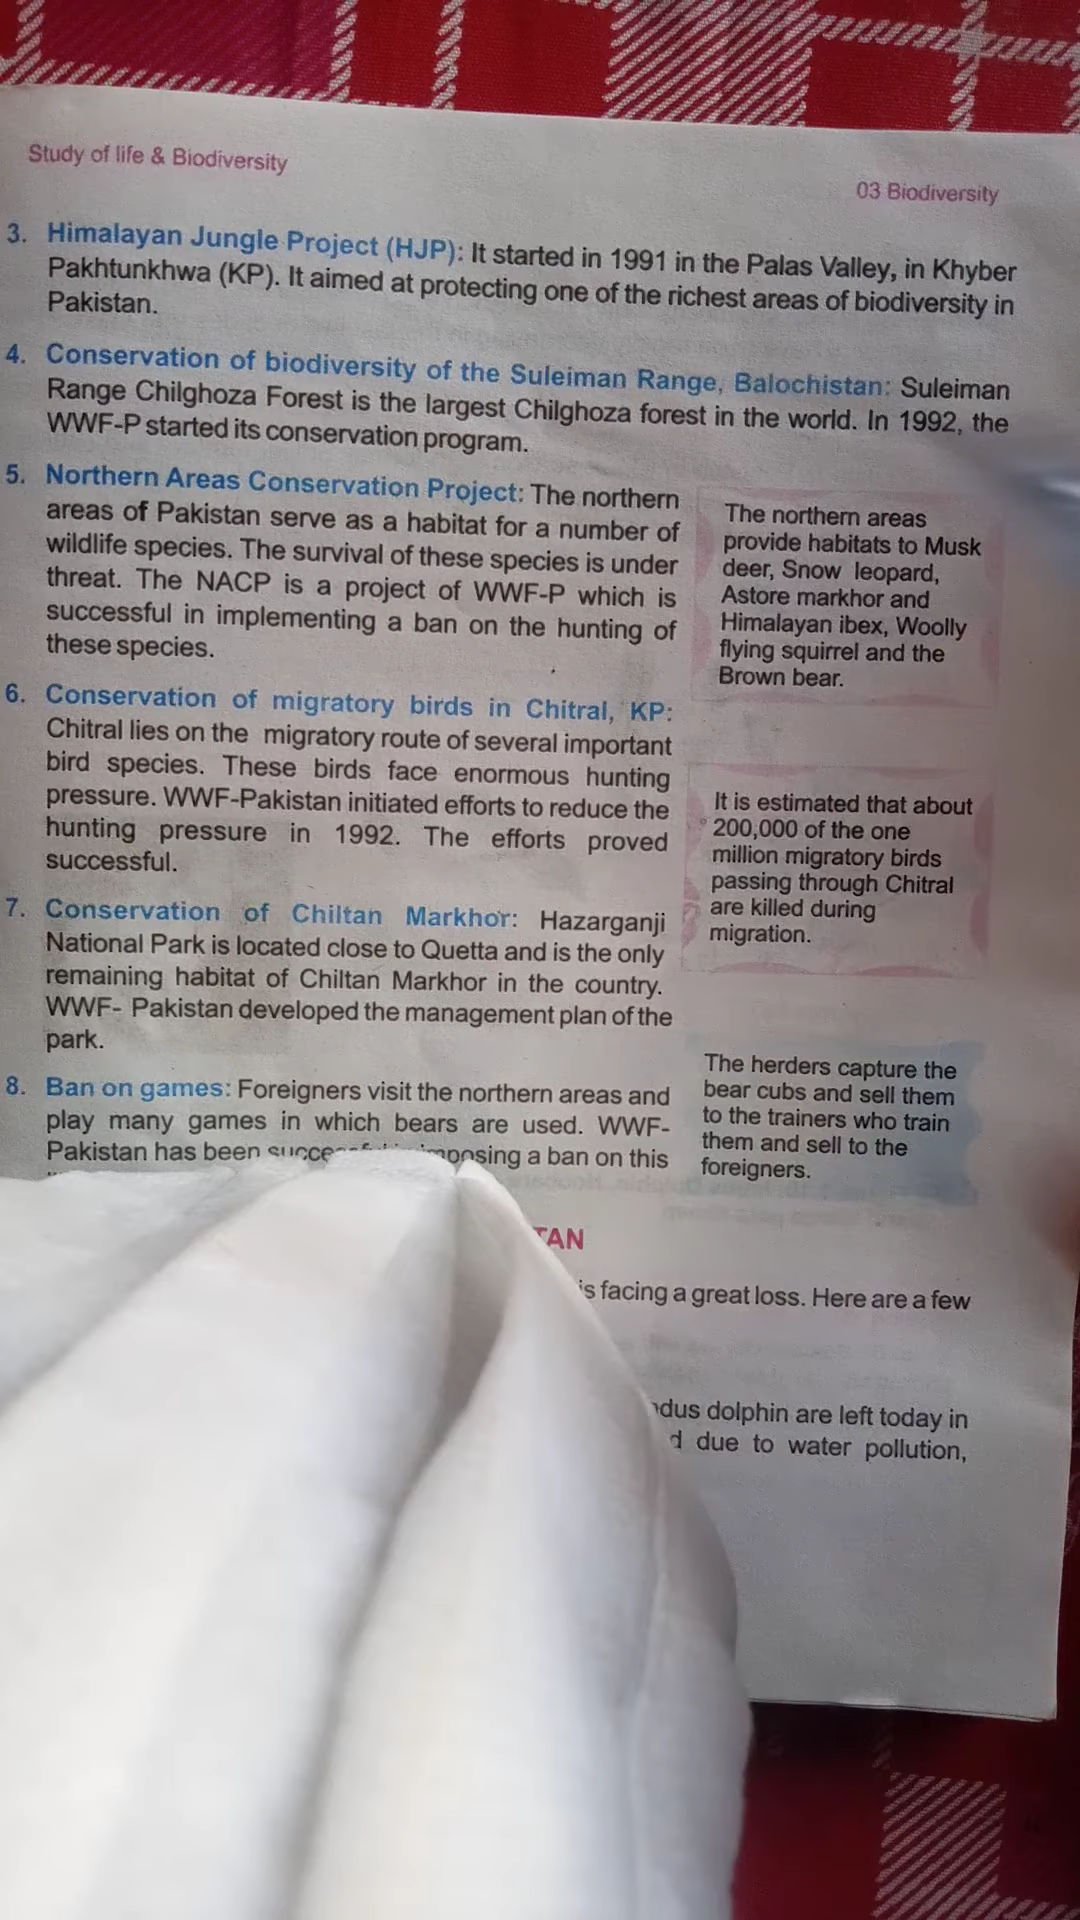 Study of life & Biodiversity
03 Biodiversity
3. Himalayan Jungle Project (HJP): It started in 1991 in the Palas Valley, in Khyber
Pakhtunkhwa (KP). It aimed at protecting one of the richest areas of biodiversity in
Pakistan.
4. Conservation of biodiversity of the Suleiman Range, Balochistan: Suleiman
Range Chilghoza Forest is the largest Chilghoza forest in the world. In 1992, the
WWF-P started its conservation program.
5. Northern Areas Conservation Project: The northern
areas of Pakistan serve as a habitat for a number of
wildlife species. The survival of these species is under
threat. The NACP is a project of WWF-P which is
successful in implementing a ban on the hunting of
these species.
The northern areas
provide habitats to Musk
deer, Snow leopard,
Astore markhor and
Himalayan ibex, Woolly
flying squirrel and the
Brown bear.
6. Conservation of migratory birds in Chitral, KP:
Chitral lies on the migratory route of several important
bird species. These birds face enormous hunting
pressure. WWF-Pakistan initiated efforts to reduce the
hunting pressure in 1992. The efforts proved
successful.
It is estimated that about
200,000 of the one
million migratory birds
passing through Chitral
are killed during
migration.
7. Conservation of Chiltan Markhor: Hazarganji
National Park is located close to Quetta and is the only
remaining habitat of Chiltan Markhor in the country.
WWF- Pakistan developed the management plan of the
park.
8. Ban on games: Foreigners visit the northern areas and
play many games in which bears are used. WWF-
Pakistan has been a ban on this
The herders capture the
bear cubs and sell them
to the trainers who train
them and sell to the
foreigners.
TAN
is facing a great loss. Here are a few
dolphin are left today in
due to water pollution,